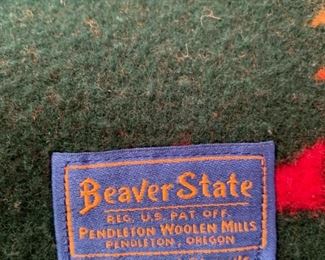 Beaver State
REG. U.S. PAT. OFF.
PENDLETON WOOLEN MILLS
PENDLETON, OREGON